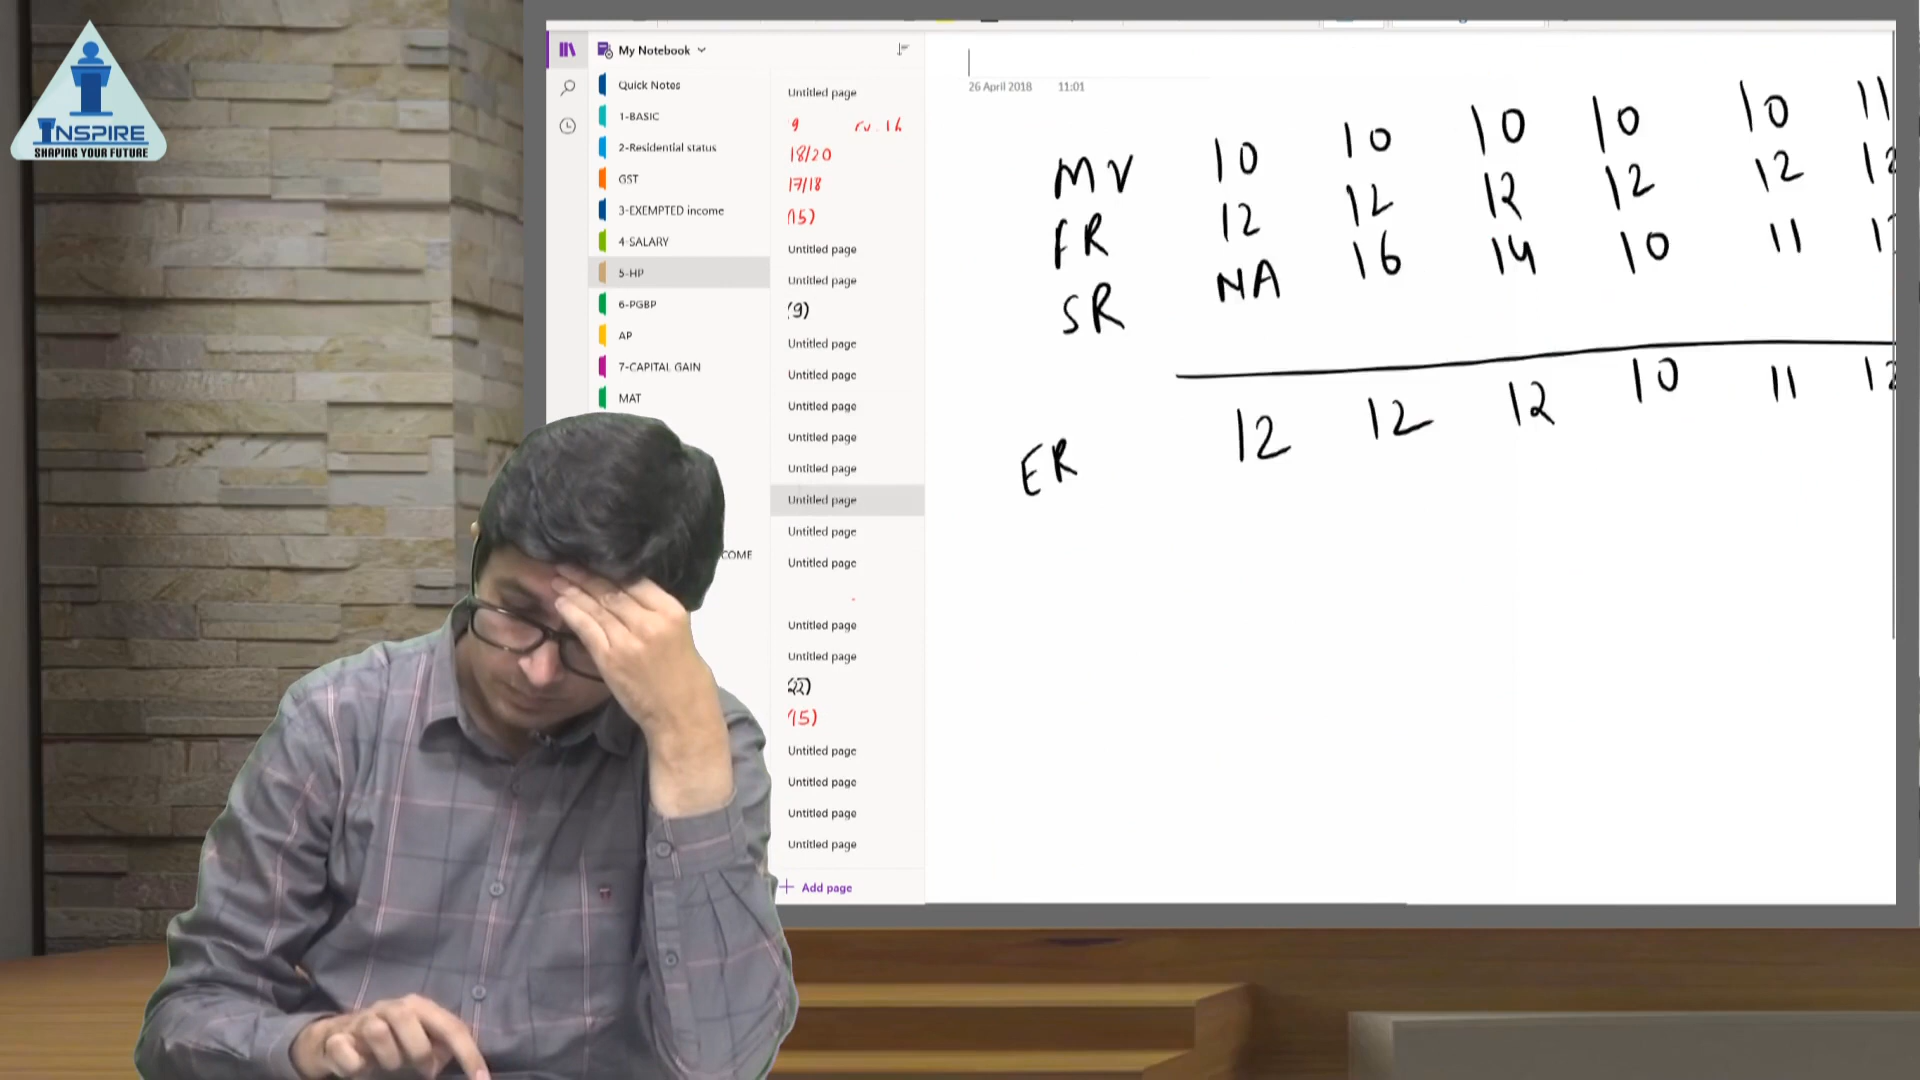 INSPIRE
SHAPING YOUR FUTURE
My Notebook
Quick Notes
1-BASIC
2-Residential status
GST
3-EXEMPTED income
4-SALARY
5-HP
6-PGBP
AP
7-CAPITAL GAIN
MAT
COME
Untitled page
9
18/20
17/18
(15)
Untitled page
Untitled page
(9)
Untitled page
Untitled page
Untitled page
Untitled page
Untitled page
Untitled page
Untitled page
Untitled page
Untitled page
Untitled page
(22)
(15)
Untitled page
Untitled page
Untitled page
Untitled page
Add page
26 April 2018 11:01
MV 10 10 10 10 10 11
FR 12 12 12 12 12 12
SR NA 16 14 10 11
ER 12 12 12 10 11 12